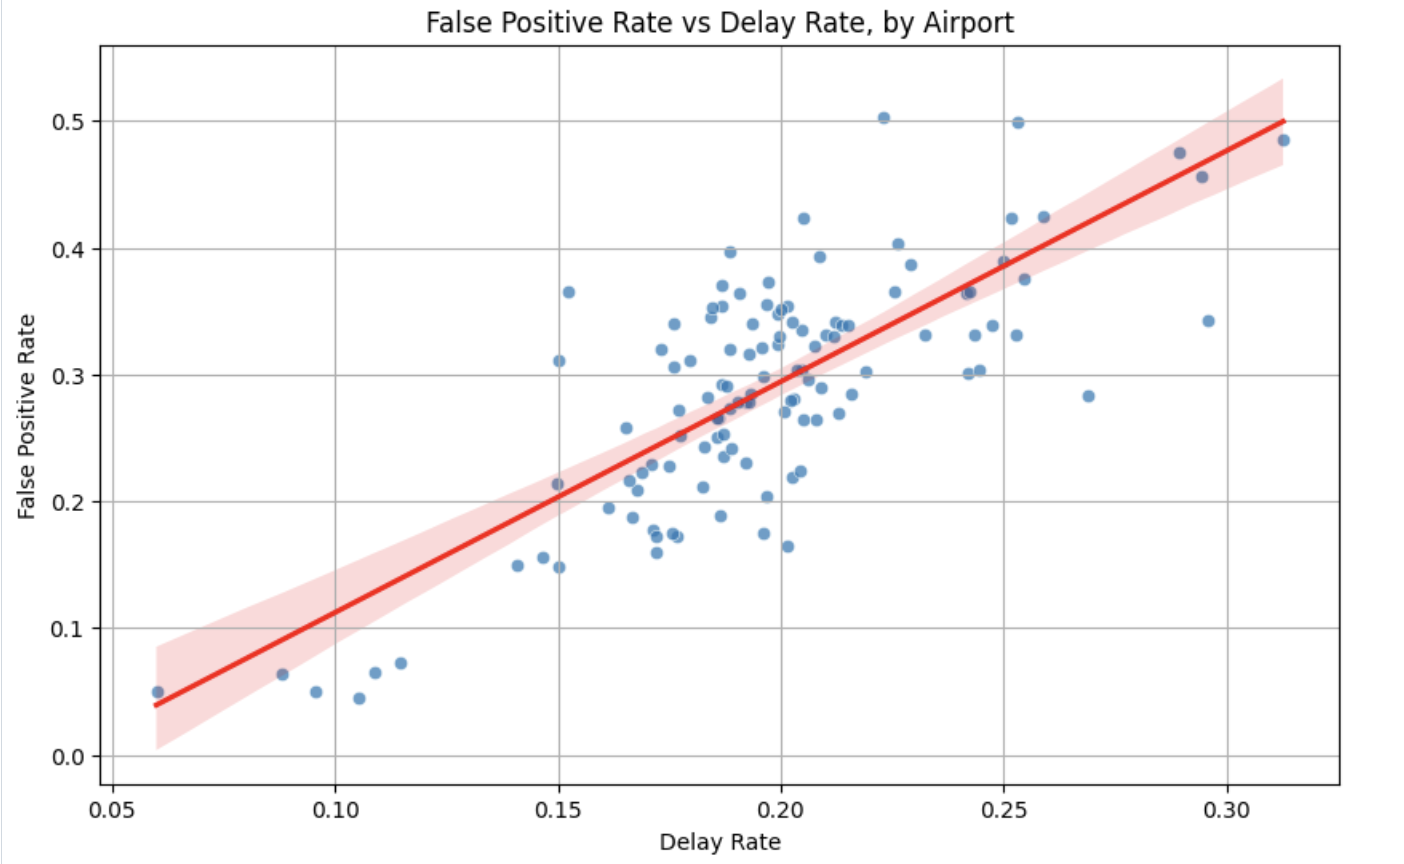 False Positive Rate vs Delay Rate, by Airport
False Positive Rate
0.5
0.4
0.3
0.2
0.1
0.0
0.05 0.10 0.15 0.20 0.25 0.30
Delay Rate